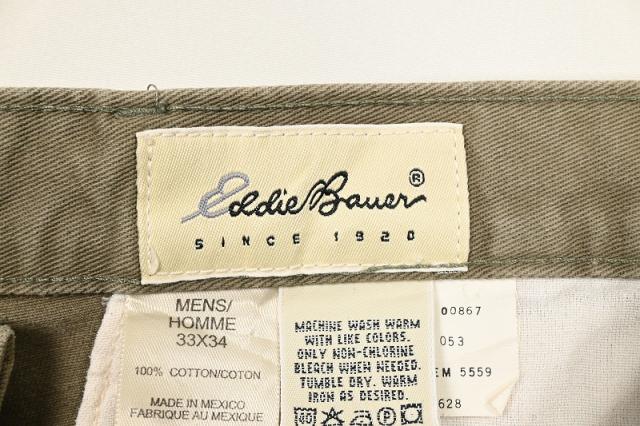 Eddie Bauer®
SINCE 1920
MENS/
HOMME
33X34
100% COTTON/COTON
MADE IN MEXICO
FABRIQUE AU MEXIQUE
MACHINE WASH WARM
WITH LIKE COLORS.
ONLY NON-CHLORINE
BLEACH WHEN NEEDED.
TUMBLE DRY. WARM
IRON AS DESIRED.
40
00867
053
EM 5559
628